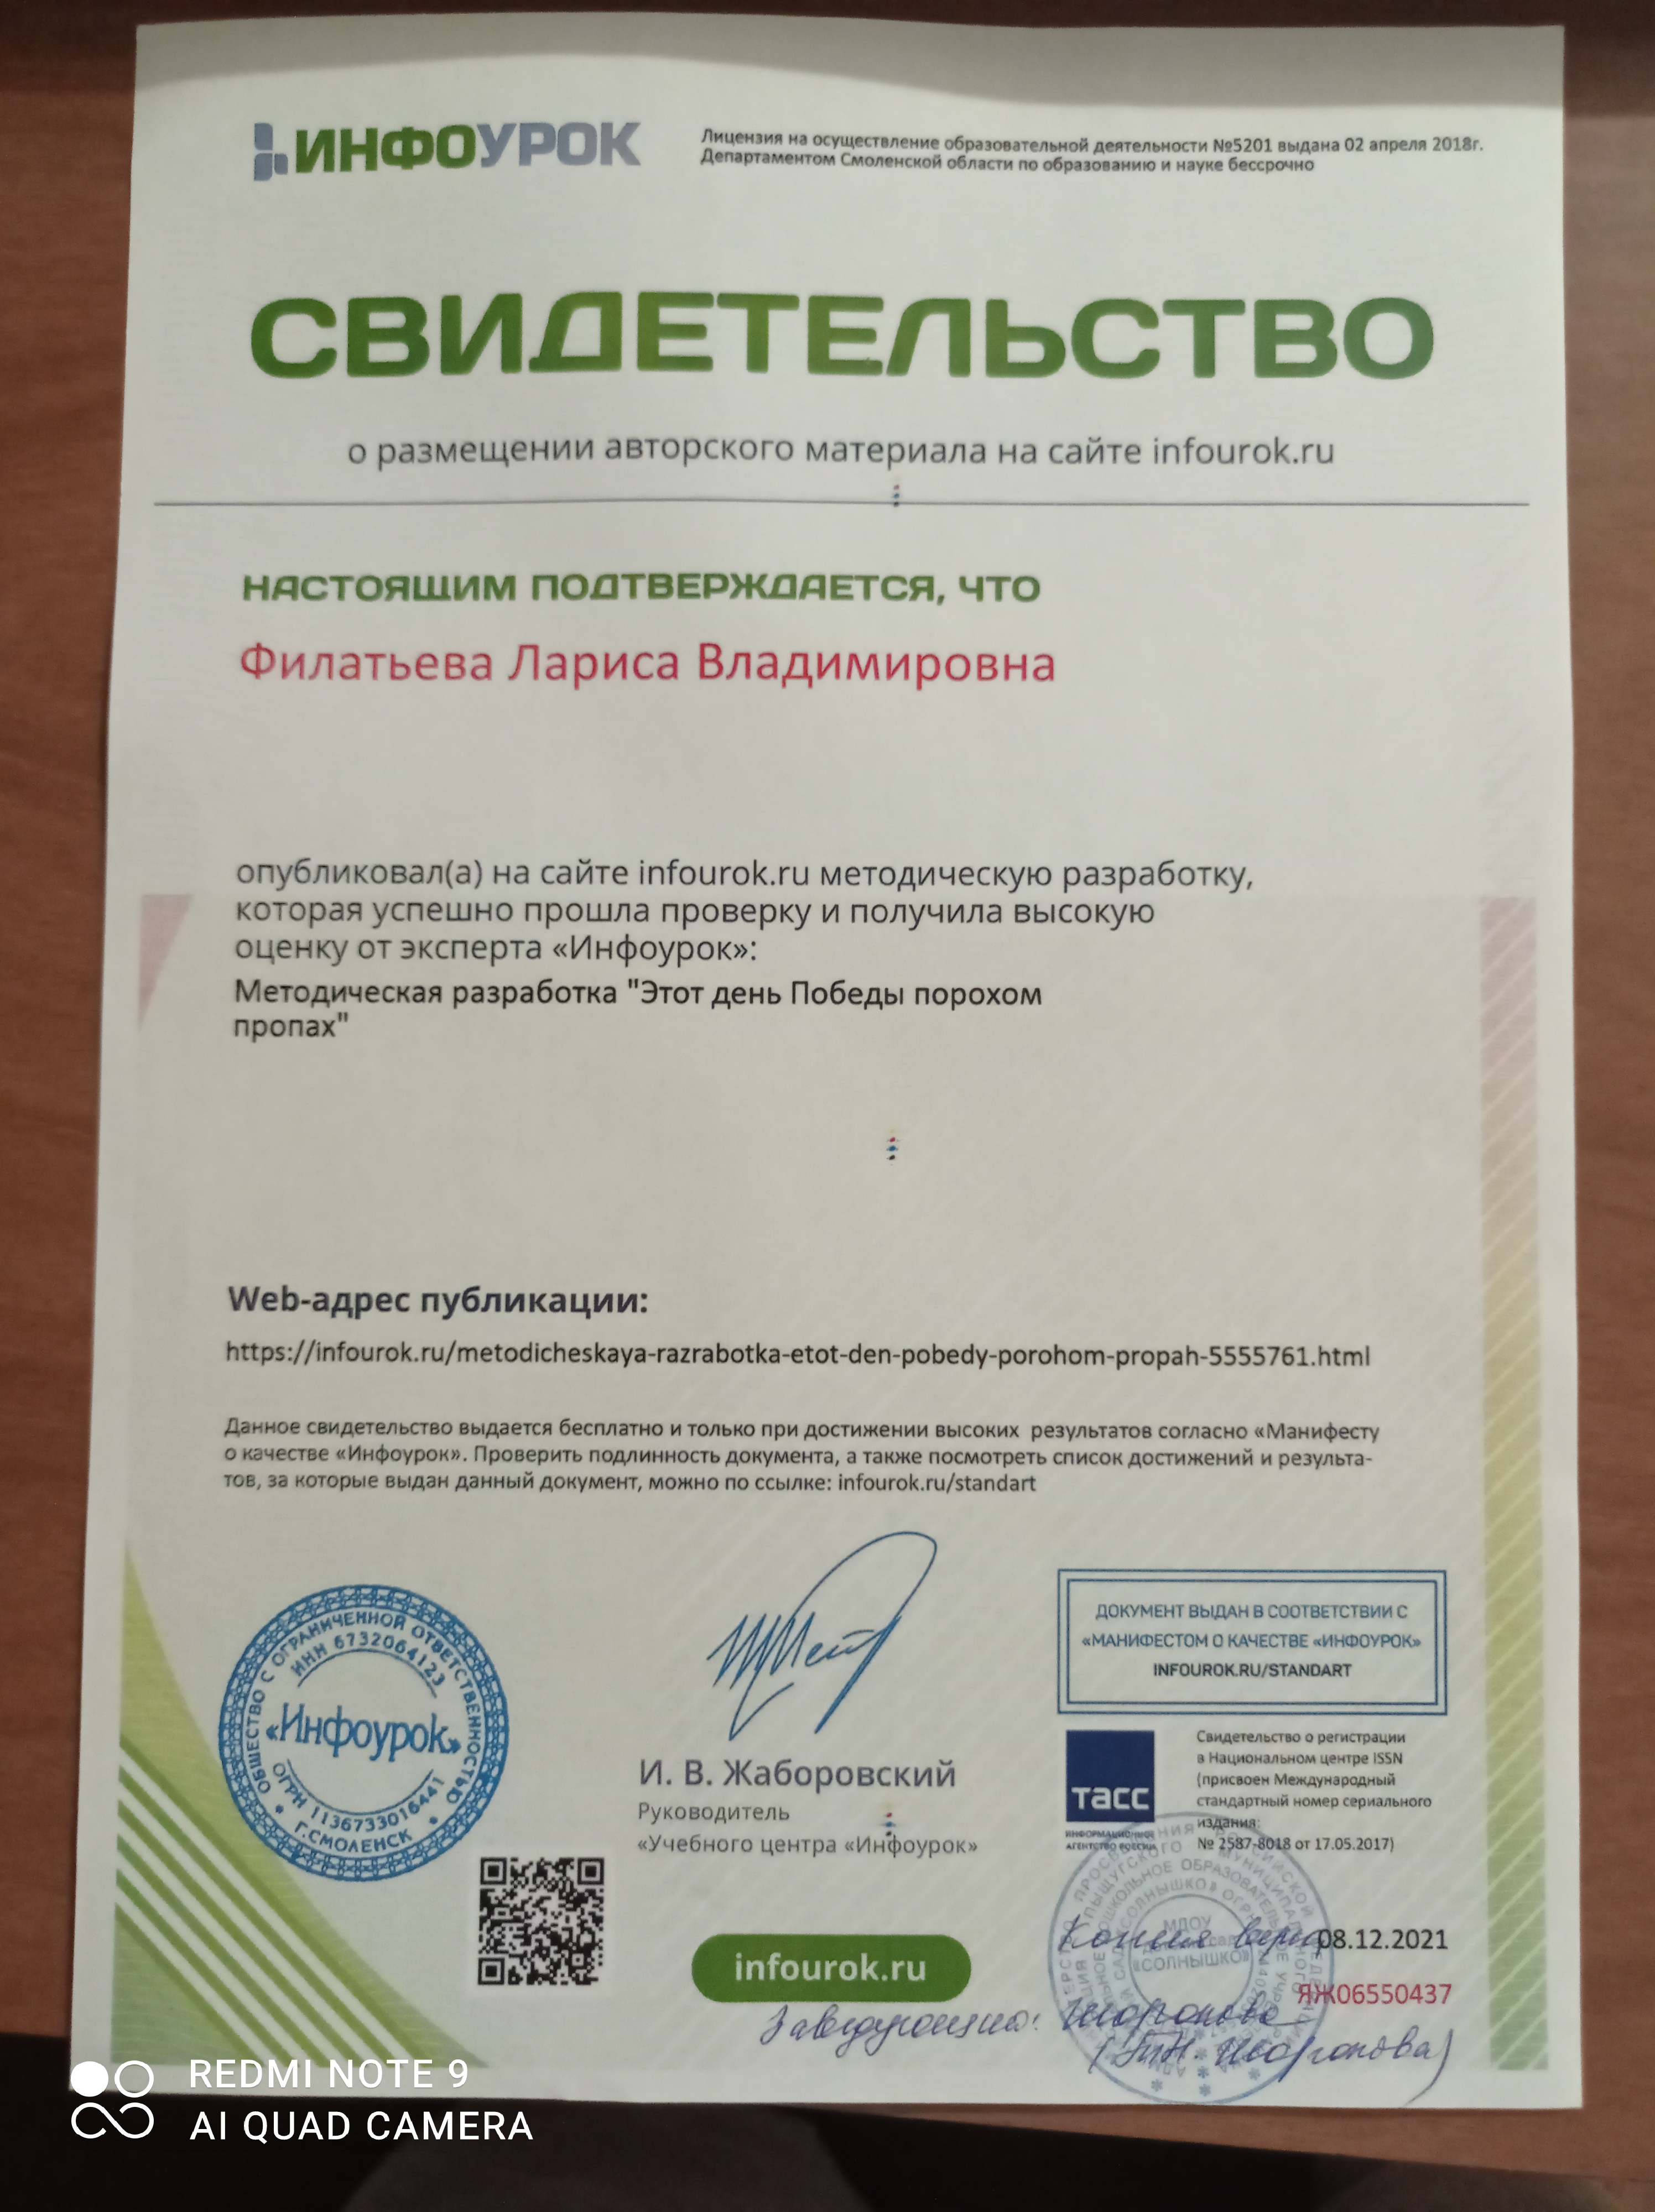 ИНФОУРОК
Лицензия на осуществление образовательной деятельности №5201 выдана 02 апреля 2018г.
Департаментом Смоленской области по образованию и науке бессрочно
СВИДЕТЕЛЬСТВО
о размещении авторского материала на сайте infourok.ru
НАСТОЯЩИМ ПОДТВЕРЖДАЕТСЯ, ЧТО
Филатьева Лариса Владимировна
опубликовал(а) на сайте infourok.ru методическую разработку,
которая успешно прошла проверку и получила высокую
оценку от эксперта «Инфоурок»:
Методическая разработка "Этот день Победы порохом
пропах"
Web-адрес публикации:
https://infourok.ru/metodicheskaya-razrabotka-etot-den-pobedy-porohom-propah-5555761.html
Данное свидетельство выдается бесплатно и только при достижении высоких результатов согласно «Манифесту
о качестве «Инфоурок». Проверить подлинность документа, а также посмотреть список достижений и результа-
тов, за которые выдан данный документ, можно по ссылке: infourok.ru/standart
ОБЩЕСТВО С ОГРАНИЧЕННОЙ ОТВЕТСТВЕННОСТЬЮ
ИНН 6732064123
«Инфоурок»
ОГРН 1136733016441
Г.СМОЛЕНСК
И. В. Жаборовский
Руководитель
«Учебного центра «Инфоурок»
ДОКУМЕНТ ВЫДАН В СООТВЕТСТВИИ С
«МАНИФЕСТОМ О КАЧЕСТВЕ «ИНФОУРОК»
INFOUROK.RU/STANDART
ТАСС
ИНФОРМАЦИОННОЕ
АГЕНТСТВО РОССИИ
Свидетельство о регистрации
в Национальном центре ISSN
(присвоен Международный
стандартный номер сериального
издания:
№ 2587-8018 от 17.05.2017)
МДОУ
«СОЛНЫШКО»
Копия верна
08.12.2021
ЯЖ06550437
infourok.ru
Заведующий:
REDMI NOTE 9
AI QUAD CAMERA